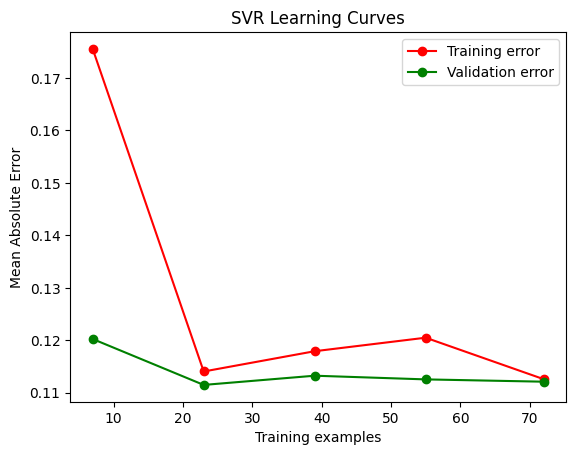 SVR Learning Curves
Training error
Validation error
Mean Absolute Error
0.17
0.16
0.15
0.14
0.13
0.12
0.11
10 20 30 40 50 60 70
Training examples